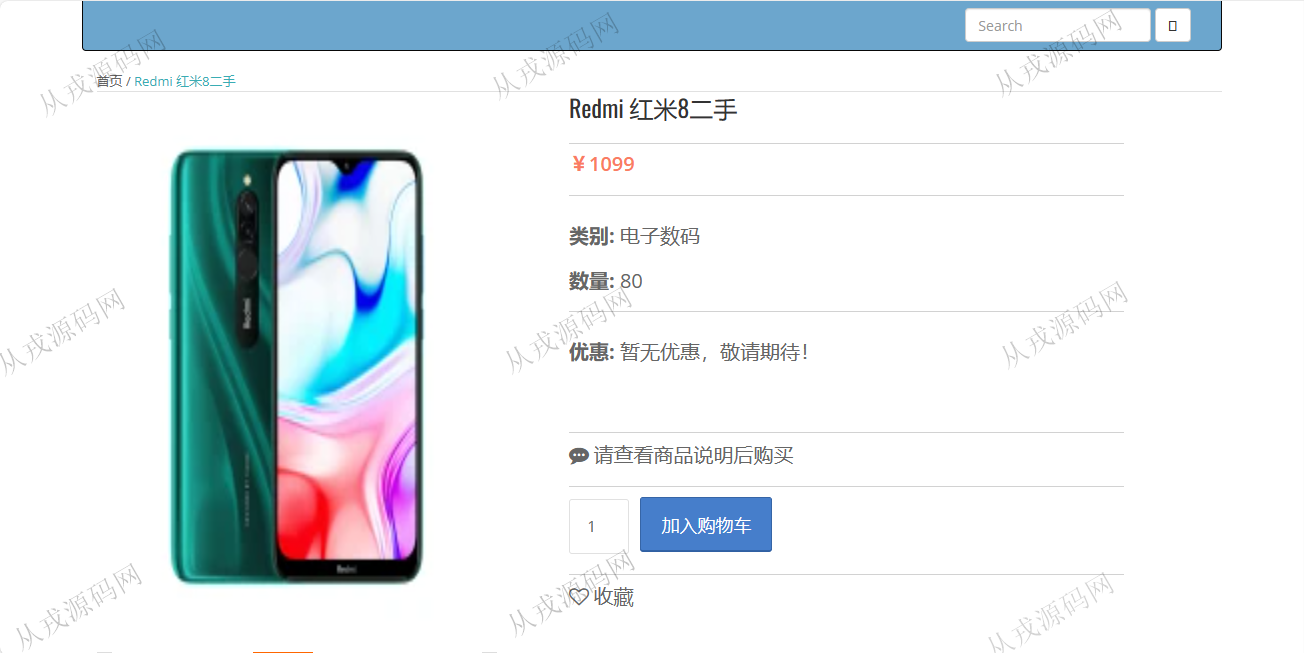 Search
首页 / Redmi 红米8二手
Redmi 红米8二手
￥1099
类别: 电子数码
数量: 80
优惠: 暂无优惠，敬请期待！
请查看商品说明后购买
1
加入购物车
收藏
Redmi
Redmi
从戎源码网
从戎源码网
从戎源码网
从戎源码网
从戎源码网
从戎源码网
从戎源码网
从戎源码网
从戎源码网